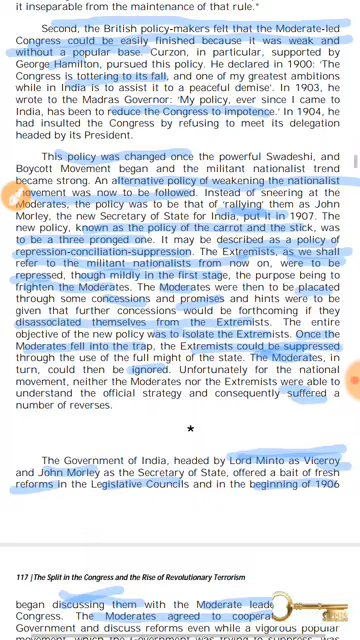 it inseparable from the maintenance of that rule."
Second, the British policy-makers felt that the Moderate-led
Congress could be easily finished because it was weak and
without a popular base. Curzon, in particular, supported by
George Hamilton, pursued this policy. He declared in 1900: 'The
Congress is tottering to its fall, and one of my greatest ambitions
while in India is to assist it to a peaceful demise.' In 1903, he
wrote to the Madras Governor: 'My policy, ever since I came to
India, has been to reduce the Congress to impotence.' In 1904, he
had insulted the Congress by refusing to meet its delegation
headed by its President.
This policy was changed once the powerful Swadeshi, and
Boycott Movement began and the militant nationalist trend
became strong. An alternative policy of weakening the nationalist
movement was now to be followed. Instead of sneering at the
Moderates, the policy was to be that of 'rallying' them as John
Morley, the new Secretary of State for India, put it in 1907.
The new policy, known as the policy of the carrot and the stick, was
to be a three pronged one. It may be described as a policy of
repression-conciliation-suppression. The Extremists, as we shall
refer to the militant nationalists from now on, were to be
repressed, though mildly in the first stage, the purpose being to
frighten the Moderates. The Moderates were then to be placated
through some concessions and promises and hints were to be
given that further concessions would be forthcoming if they
disassociated themselves from the Extremists. The entire
objective of the new policy was to isolate the Extremists. Once the
Moderates fell into the trap, the Extremists could be suppressed
through the use of the full might of the state. The Moderates, in
turn, could then be ignored. Unfortunately for the national
movement, neither the Moderates nor the Extremists were able to
understand the official strategy and consequently suffered a
number of reverses.
*
The Government of India, headed by Lord Minto as Viceroy
and John Morley as the Secretary of State, offered a bait of fresh
reforms in the Legislative Councils and in the beginning of 1906
117 |The Split in the Congress and the Rise of Revolutionary Terrorism
began discussing them with the Moderate
Congress. The Moderates agreed to
Government and discuss reforms even while a vigorous popular